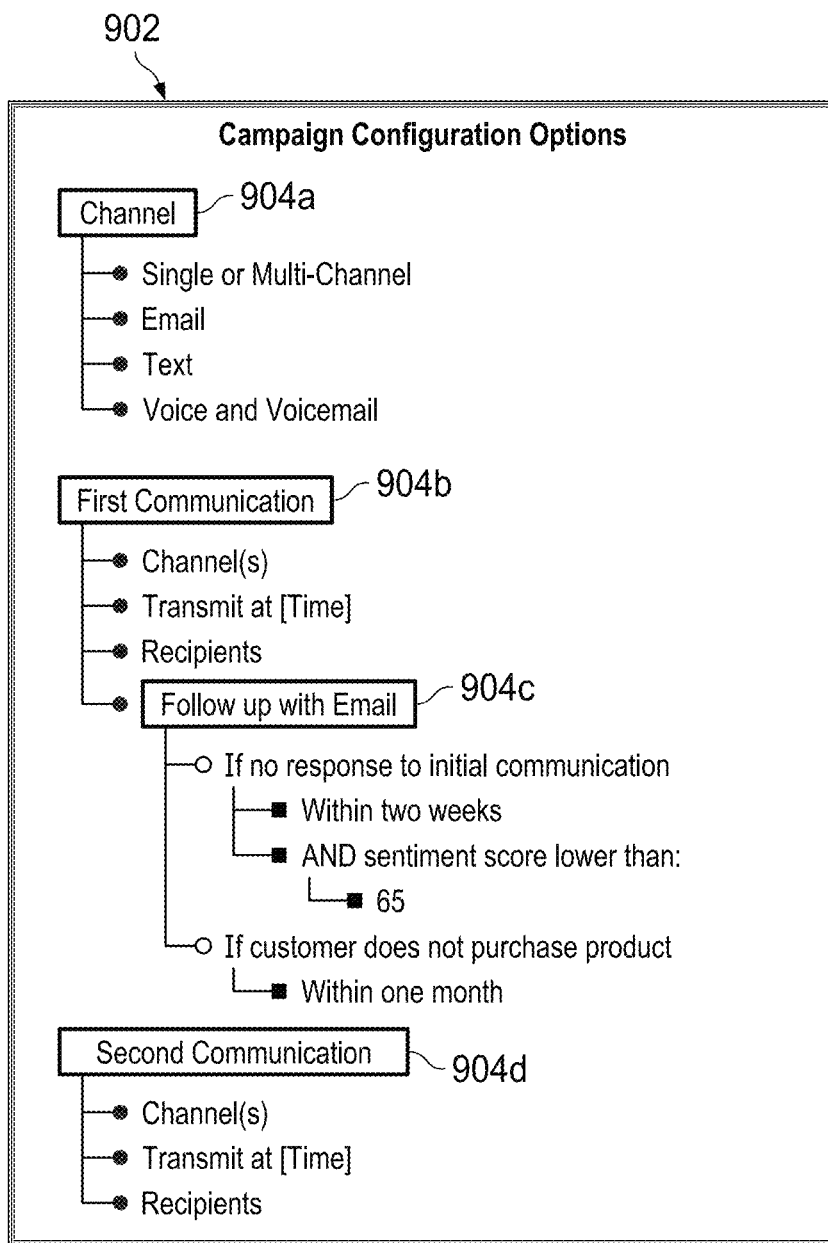 902
Campaign Configuration Options
Channel
904a
Single or Multi-Channel
Email
Text
Voice and Voicemail
First Communication
904b
Channel(s)
Transmit at [Time]
Recipients
Follow up with Email
904c
If no response to initial communication
Within two weeks
AND sentiment score lower than:
65
If customer does not purchase product
Within one month
Second Communication
904d
Channel(s)
Transmit at [Time]
Recipients